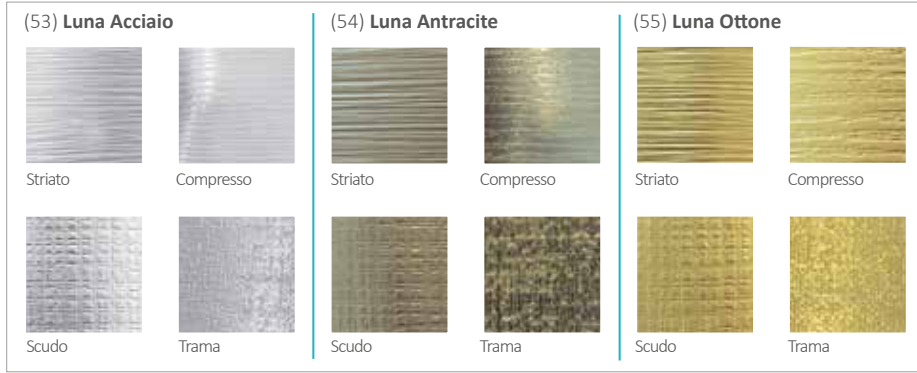 (53) Luna Acciaio
Striato Compresso
Scudo Trama
(54) Luna Antracite
Striato Compresso
Scudo Trama
(55) Luna Ottone
Striato Compresso
Scudo Trama